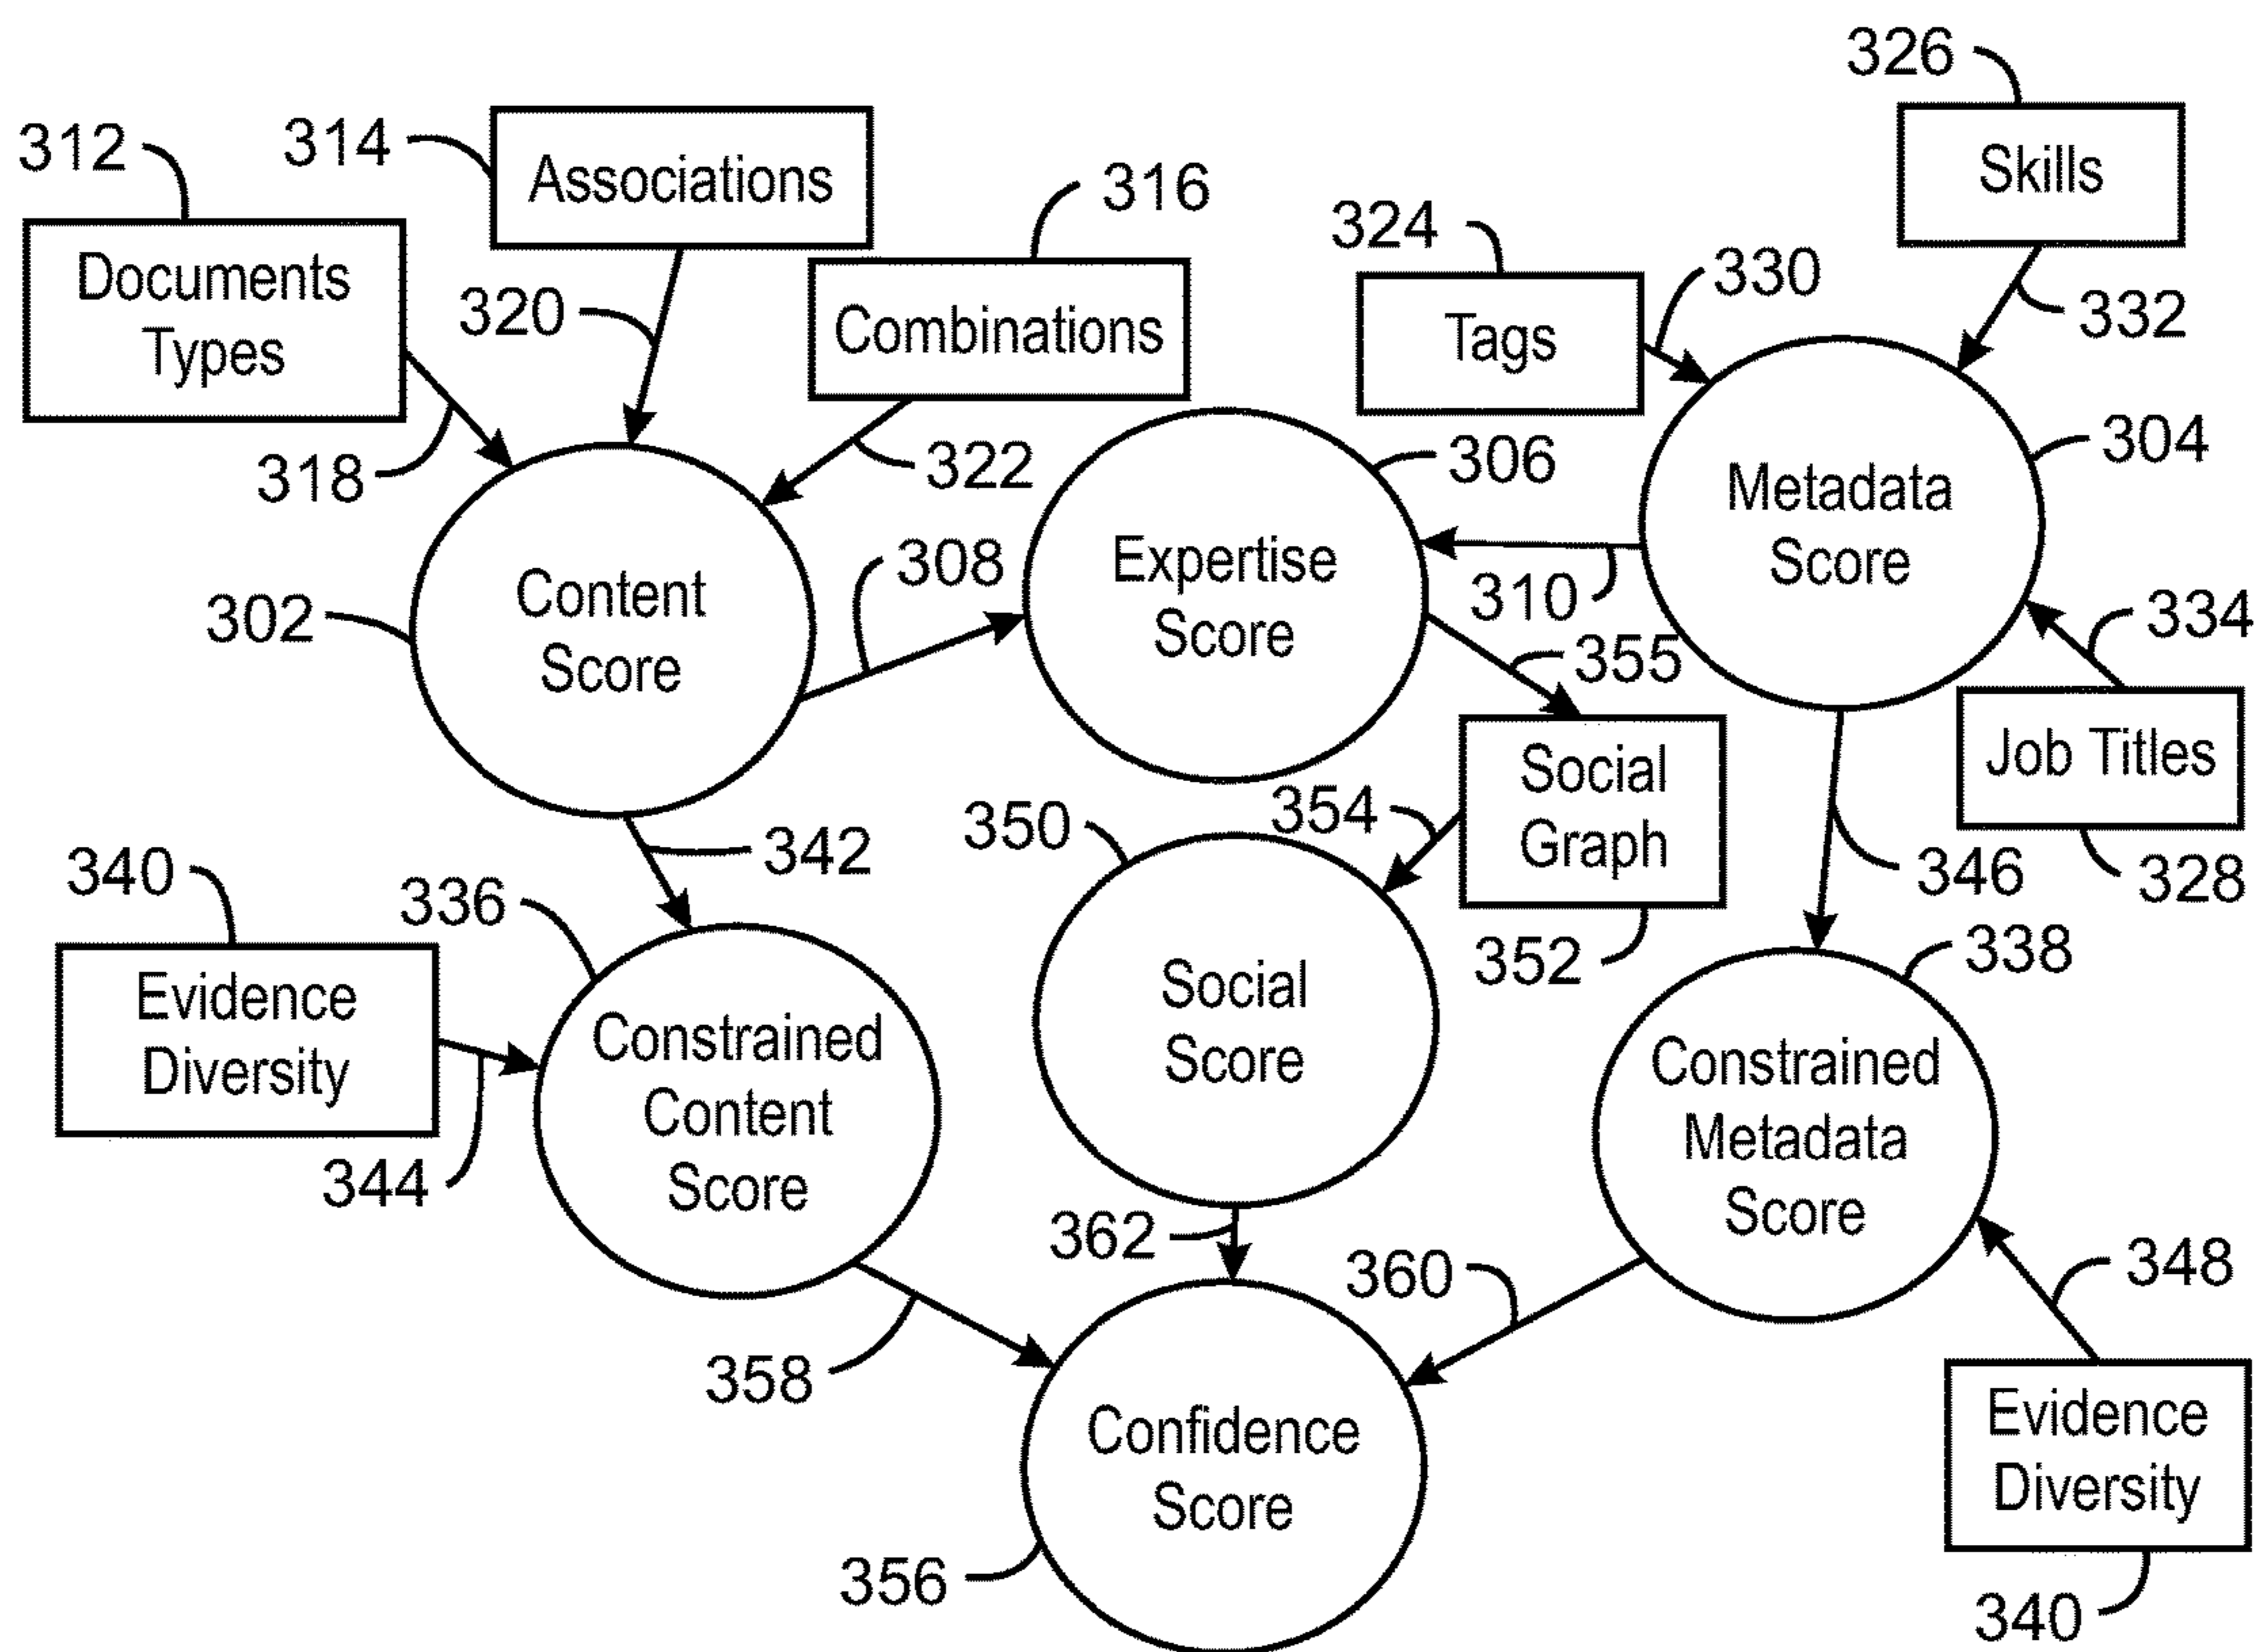 326
312
314
Associations
316
Skills
324
330
Documents
Types
320
Combinations
Tags
332
318
322
306
304
Metadata
Score
308
Expertise
Score
310
302
Content
Score
334
355
Job Titles
328
Social
Graph
354
350
342
346
340
336
352
338
Evidence
Diversity
344
Constrained
Content
Score
Social
Score
Constrained
Metadata
Score
362
360
348
358
Confidence
Score
356
Evidence
Diversity
340